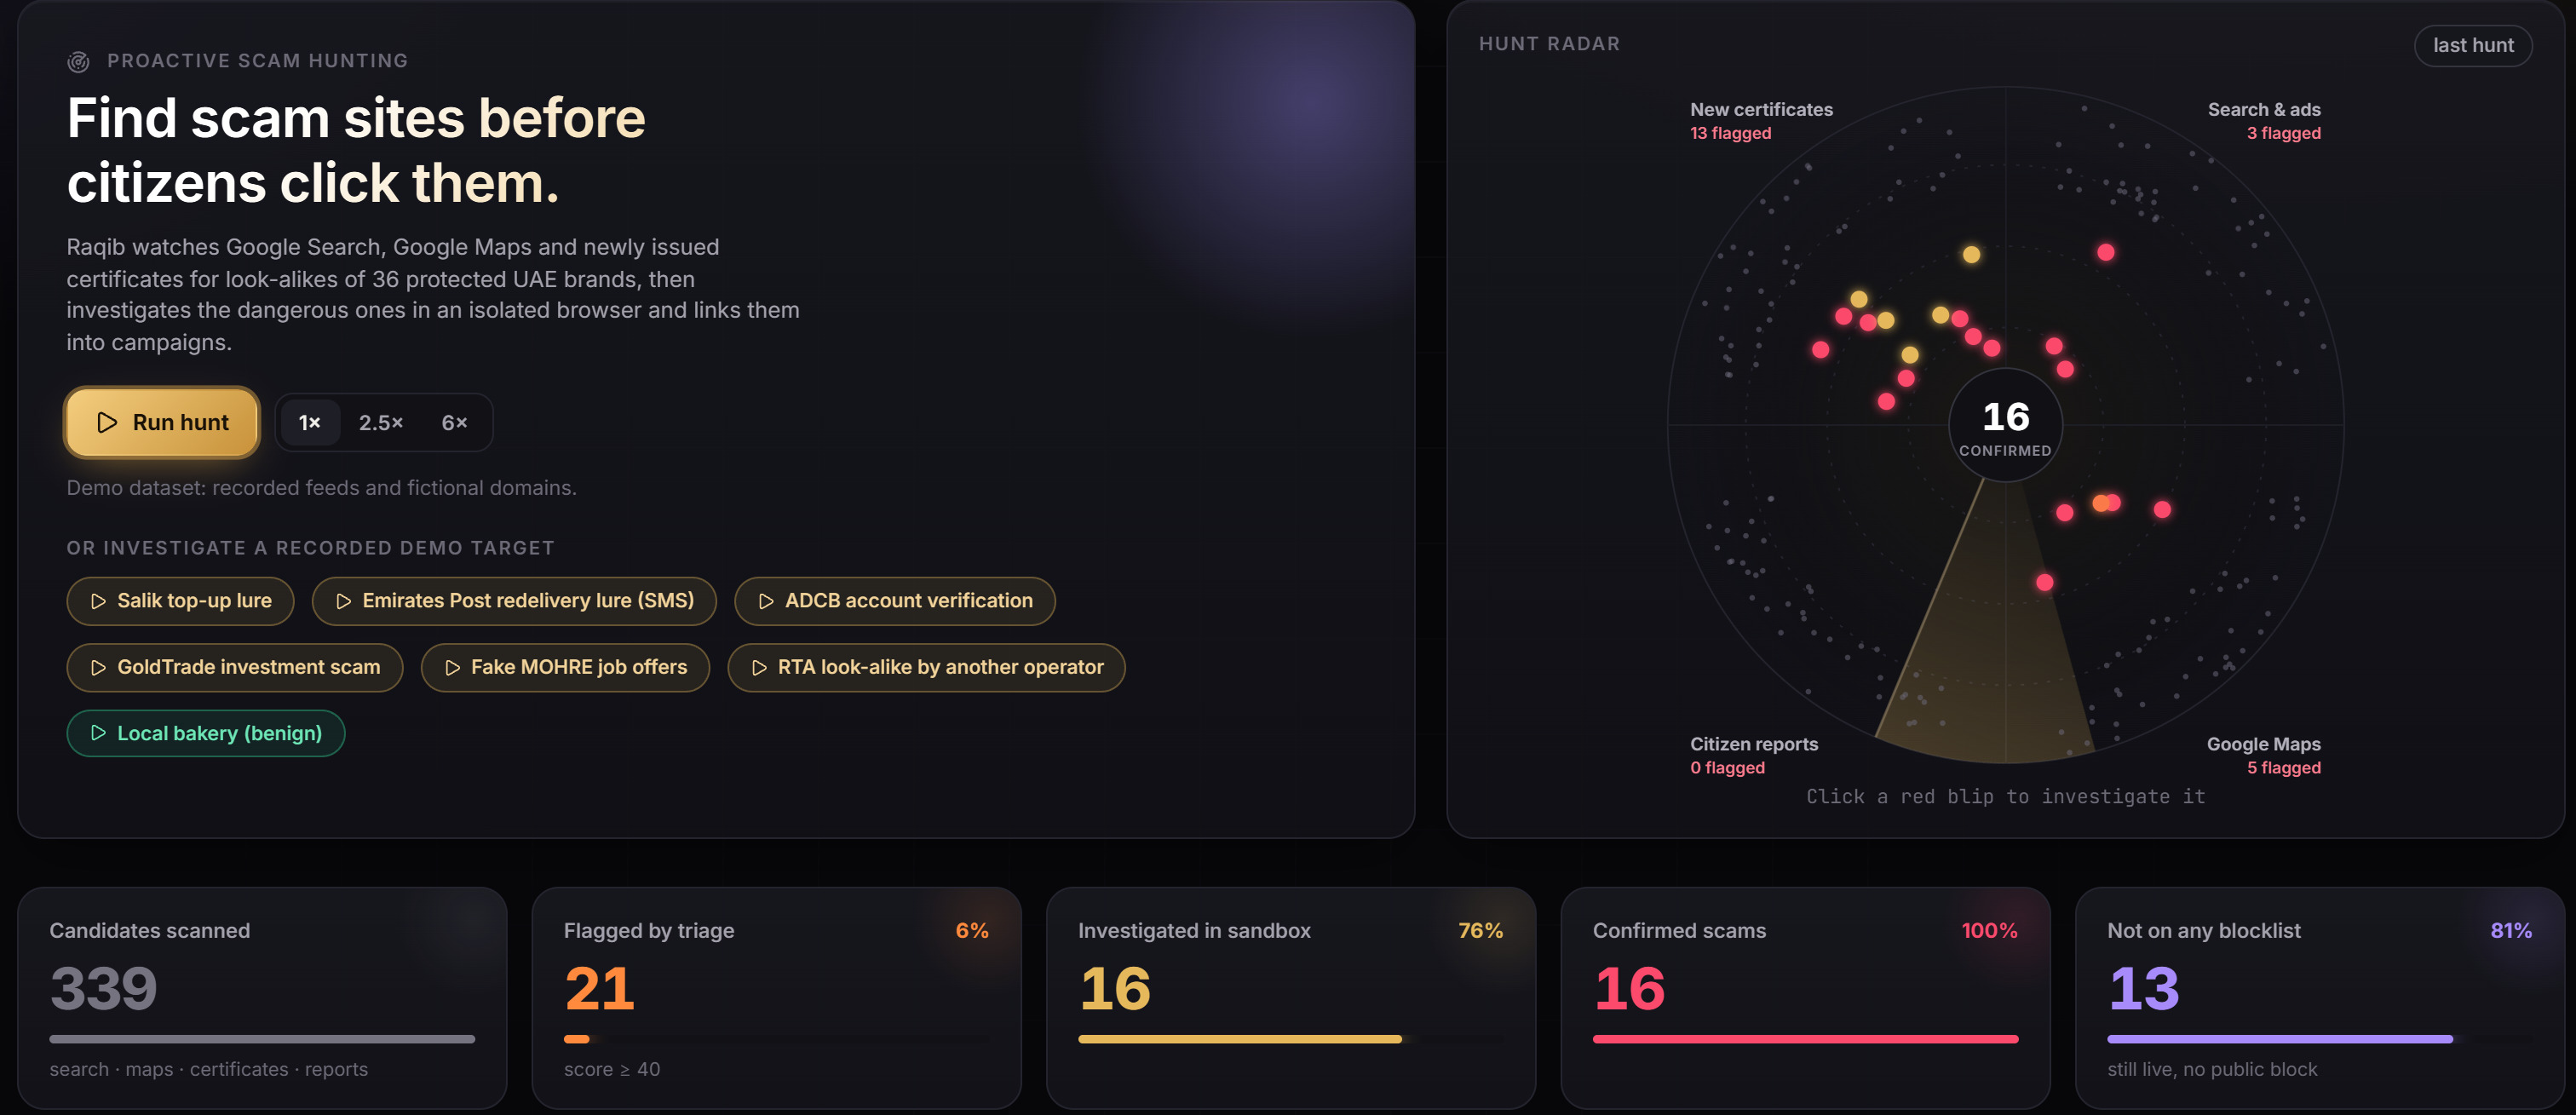 PROACTIVE SCAM HUNTING
Find scam sites before
citizens click them.
Raqib watches Google Search, Google Maps and newly issued
certificates for look-alikes of 36 protected UAE brands, then
investigates the dangerous ones in an isolated browser and links them
into campaigns.
Run hunt
1×
2.5×
6×
Demo dataset: recorded feeds and fictional domains.
OR INVESTIGATE A RECORDED DEMO TARGET
Salik top-up lure
Emirates Post redelivery lure (SMS)
ADCB account verification
GoldTrade investment scam
Fake MOHRE job offers
RTA look-alike by another operator
Local bakery (benign)
HUNT RADAR
last hunt
New certificates
13 flagged
Search & ads
3 flagged
16
CONFIRMED
Citizen reports
0 flagged
Google Maps
5 flagged
Click a red blip to investigate it
Candidates scanned
339
search · maps · certificates · reports
Flagged by triage
6%
21
score ≥ 40
Investigated in sandbox
76%
16
Confirmed scams
100%
16
Not on any blocklist
81%
13
still live, no public block